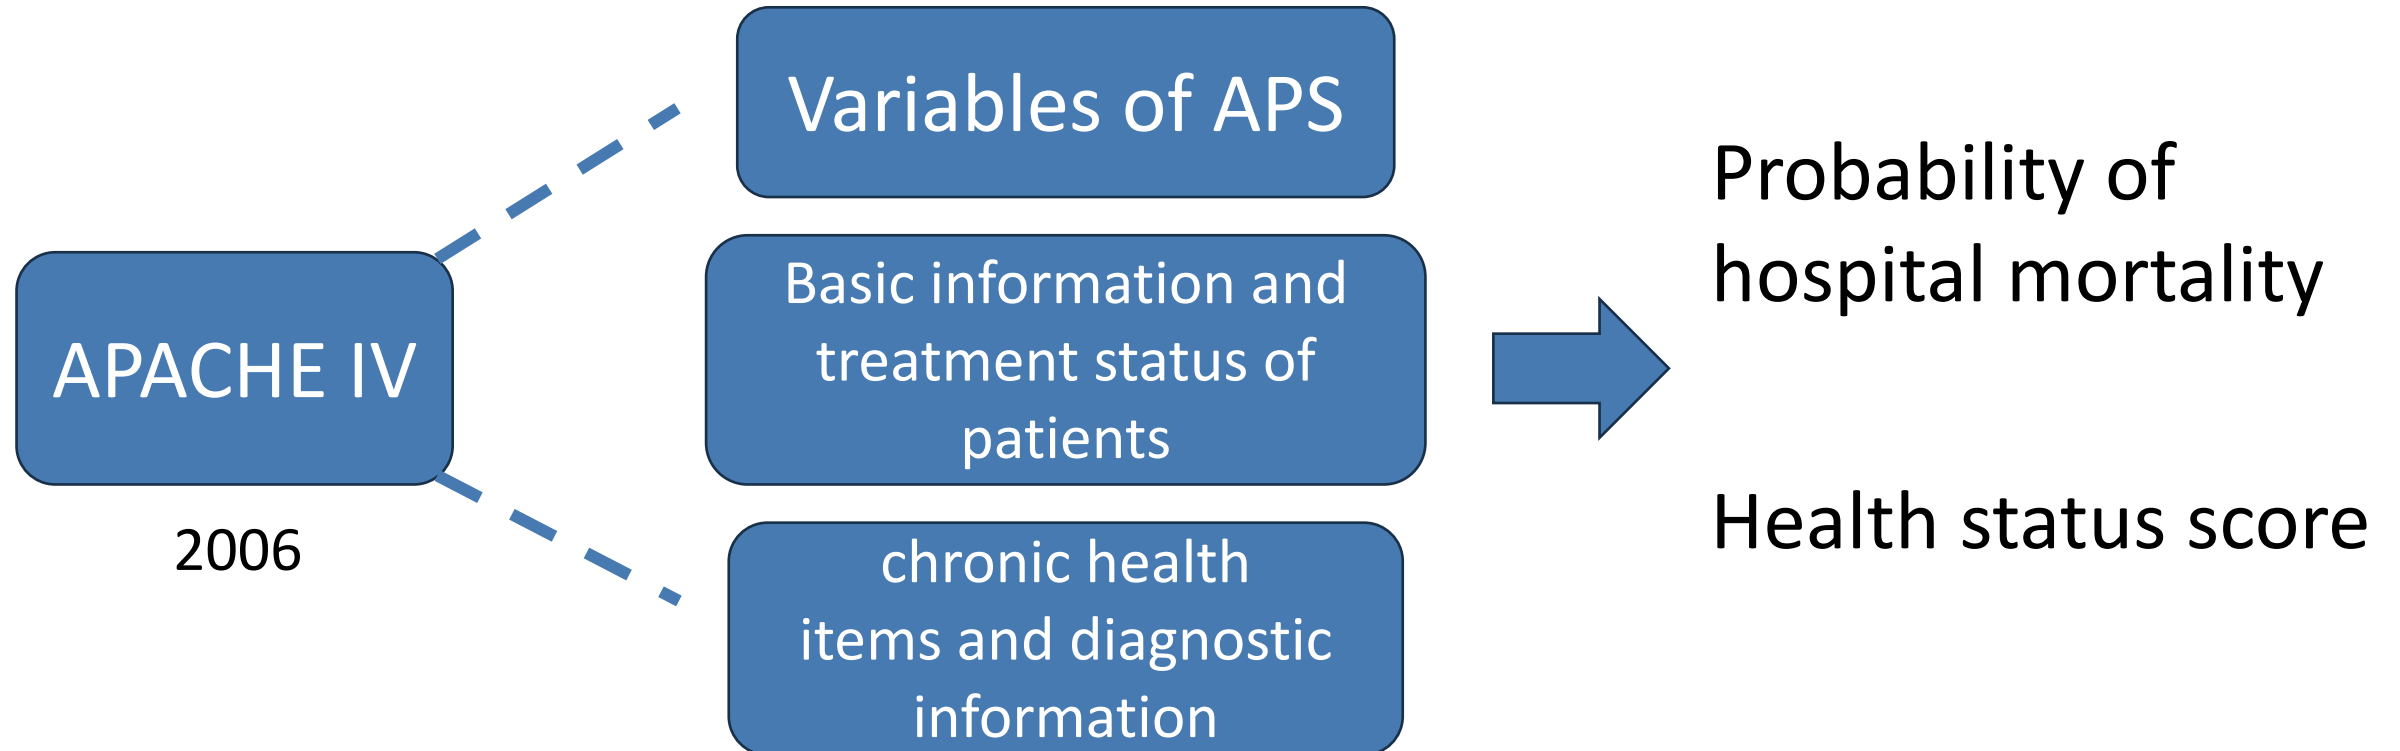 APACHE IV
2006
Variables of APS
Basic information and
treatment status of
patients
chronic health
items and diagnostic
information
Probability of
hospital mortality
Health status score